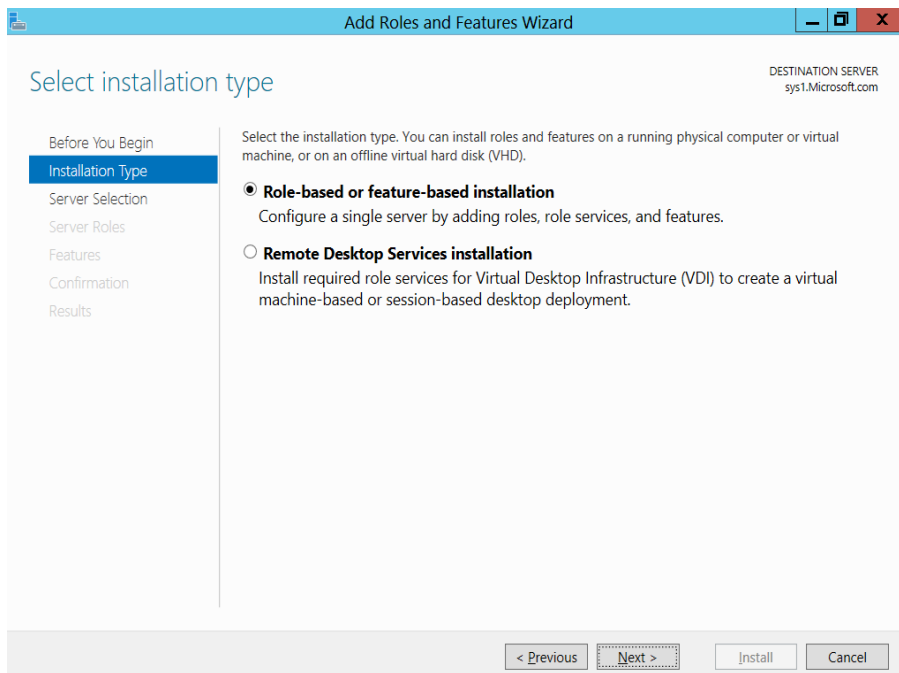 Add Roles and Features Wizard
Select installation type
DESTINATION SERVER
sys1.Microsoft.com
Before You Begin
Installation Type
Server Selection
Server Roles
Features
Confirmation
Results
Select the installation type. You can install roles and features on a running physical computer or virtual
machine, or on an offline virtual hard disk (VHD).
Role-based or feature-based installation
Configure a single server by adding roles, role services, and features.
Remote Desktop Services installation
Install required role services for Virtual Desktop Infrastructure (VDI) to create a virtual
machine-based or session-based desktop deployment.
< Previous
Next >
Install
Cancel